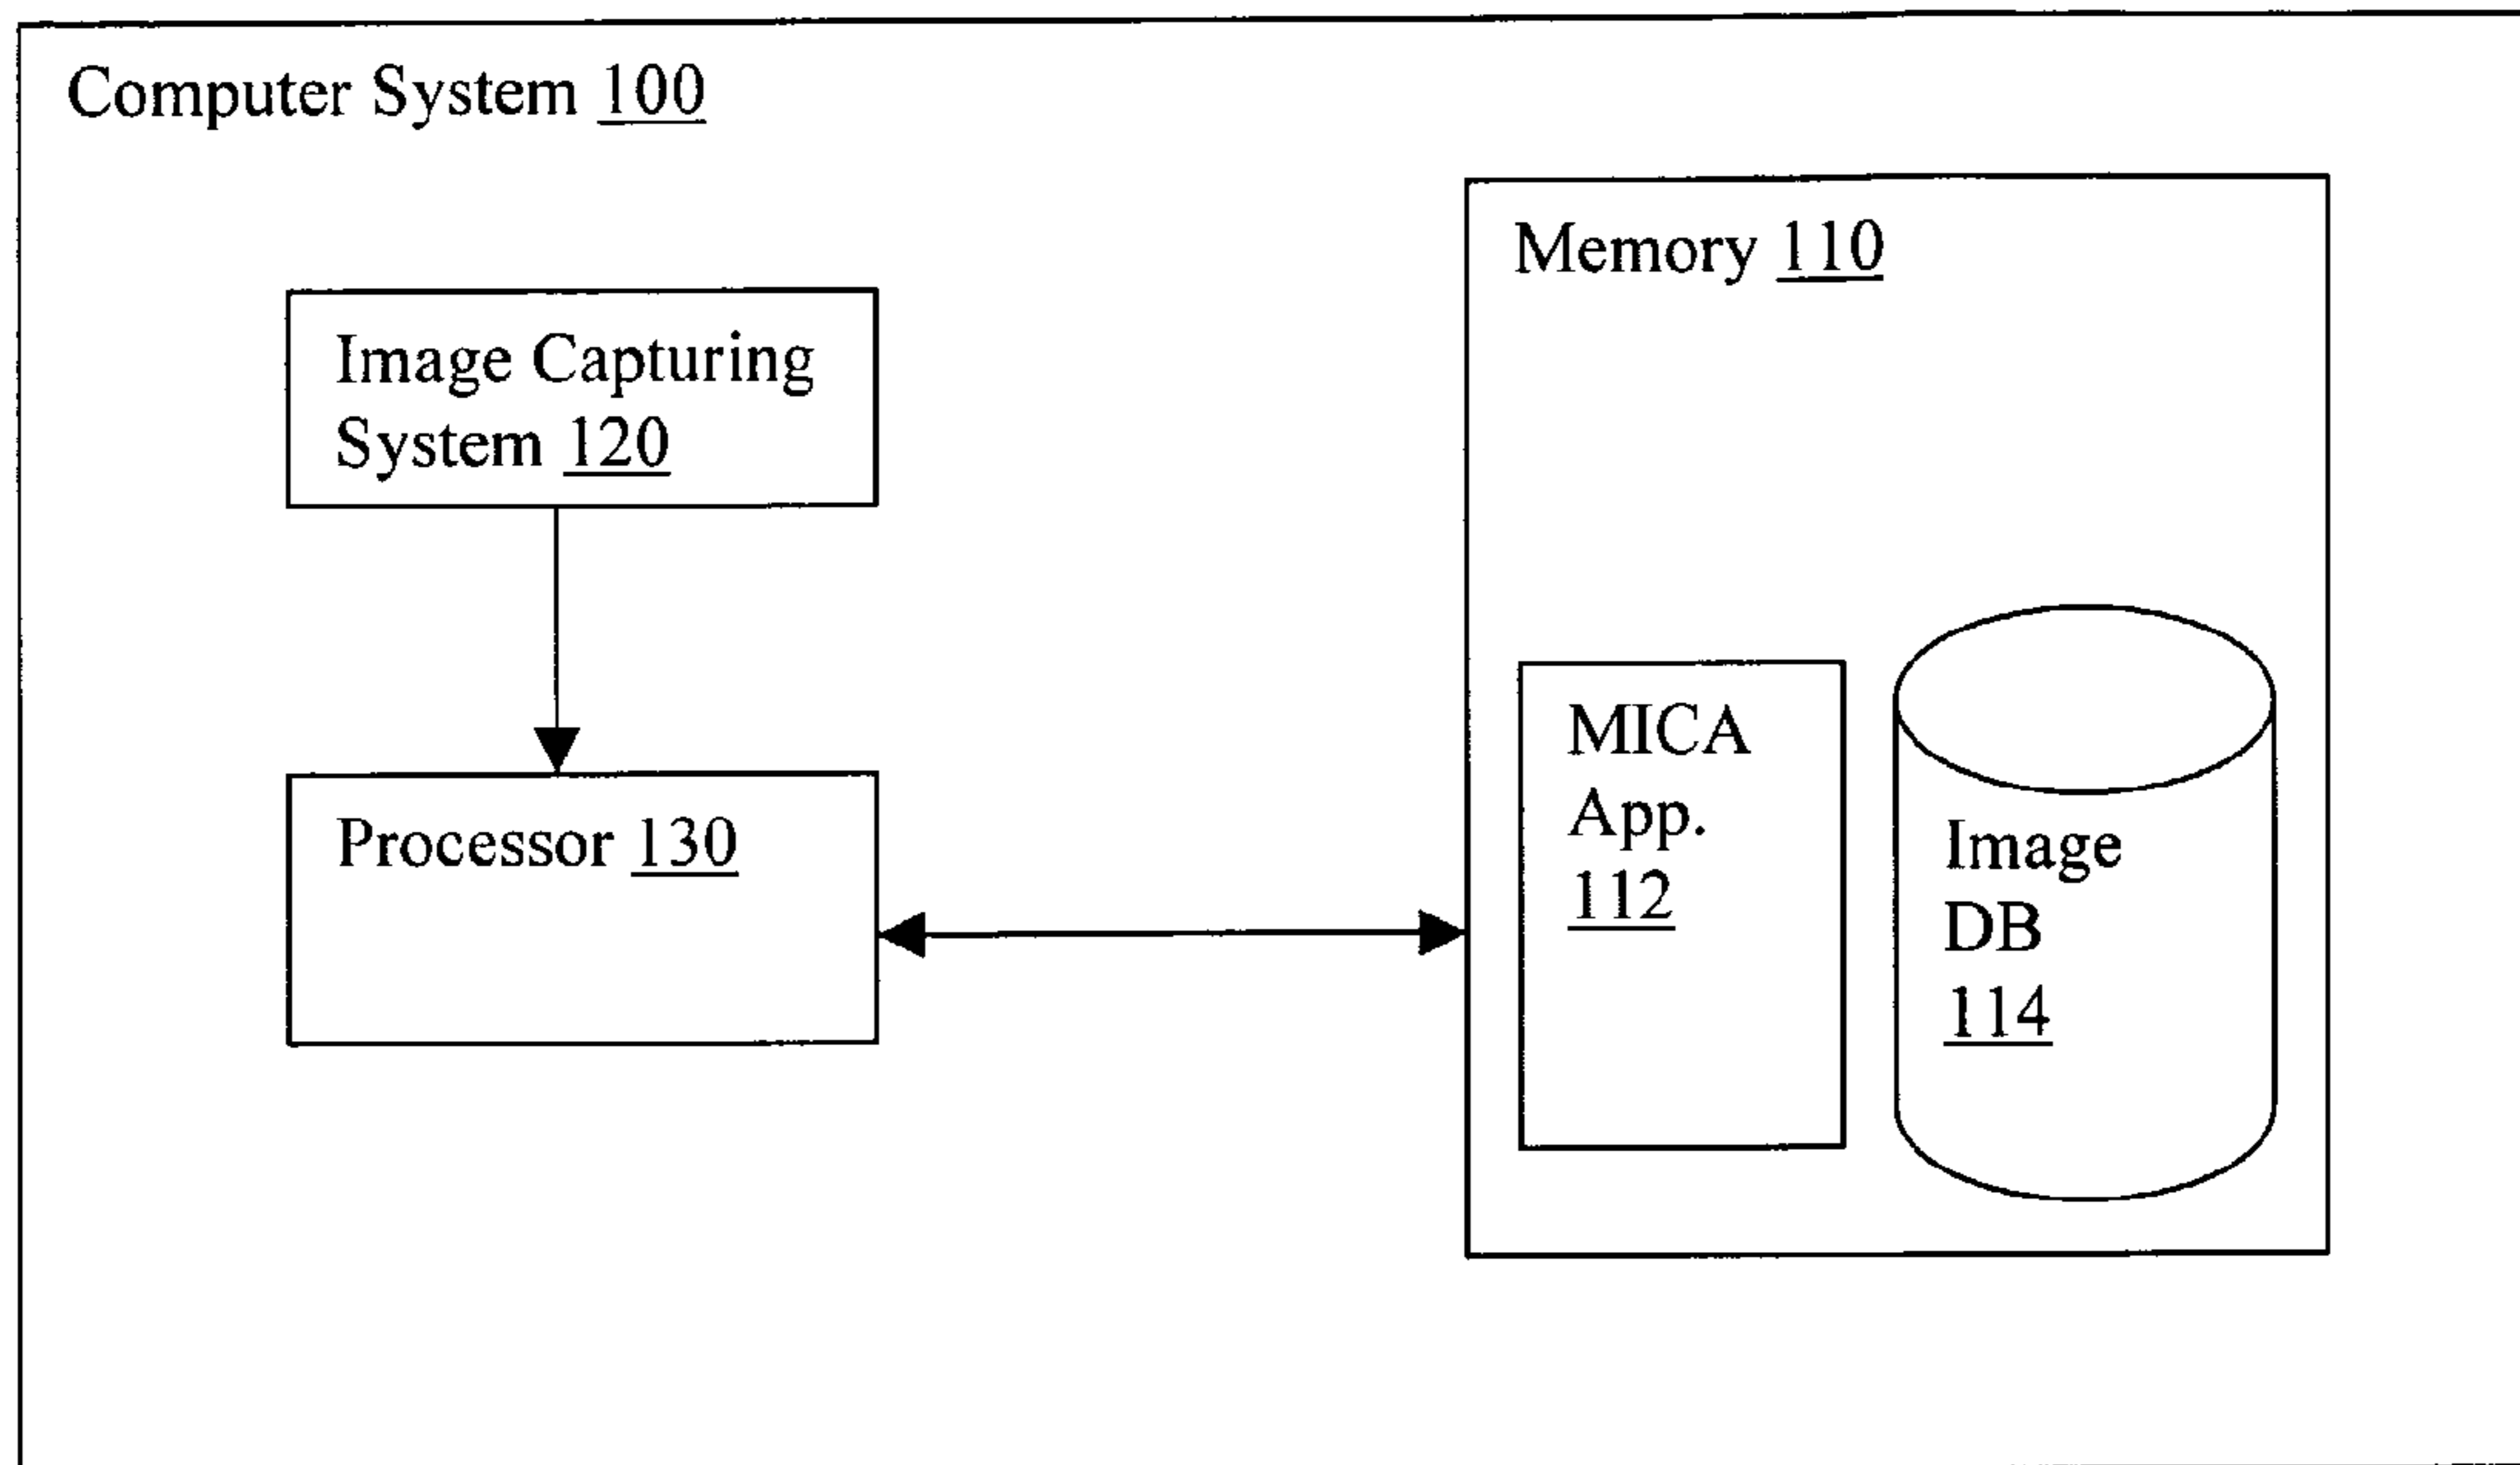 Computer System 100
Memory 110
Image Capturing
System 120
Processor 130
MICA
App.
112
Image
DB
114